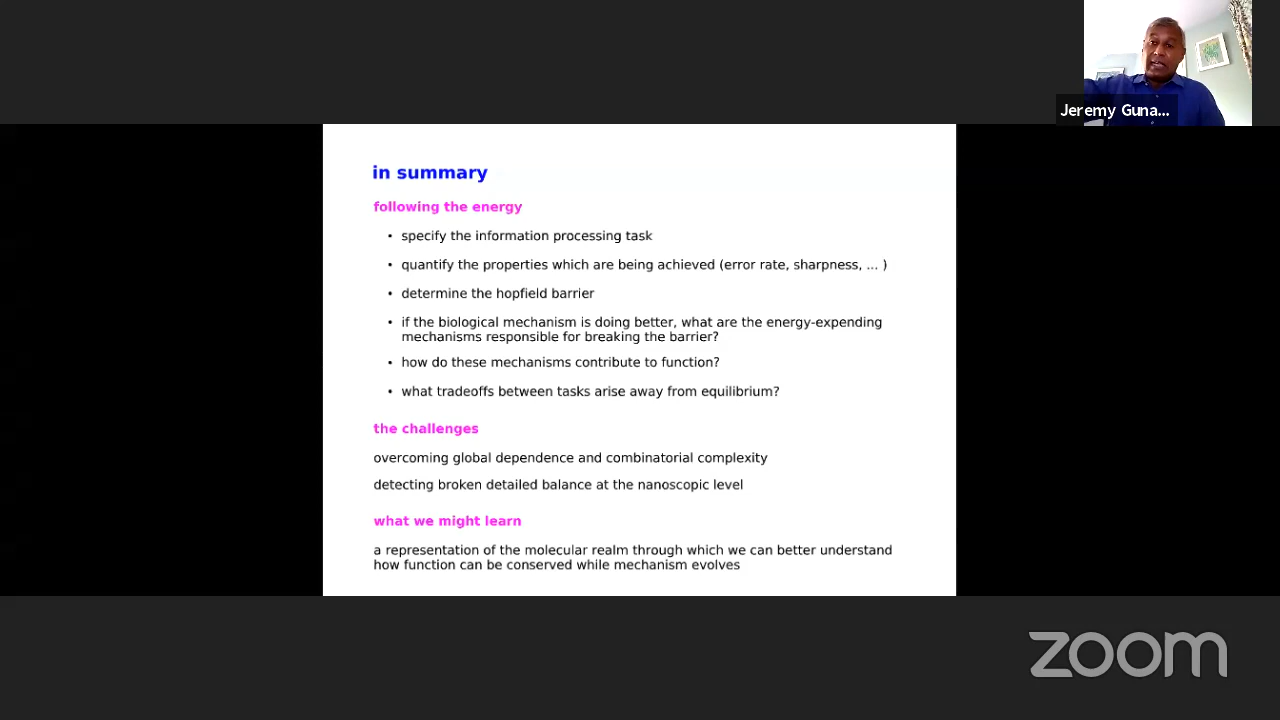 Jeremy Guna...
in summary
following the energy
• specify the information processing task
• quantify the properties which are being achieved (error rate, sharpness, ... )
• determine the hopfield barrier
• if the biological mechanism is doing better, what are the energy-expending
mechanisms responsible for breaking the barrier?
• how do these mechanisms contribute to function?
• what tradeoffs between tasks arise away from equilibrium?
the challenges
overcoming global dependence and combinatorial complexity
detecting broken detailed balance at the nanoscopic level
what we might learn
a representation of the molecular realm through which we can better understand
how function can be conserved while mechanism evolves
zoom